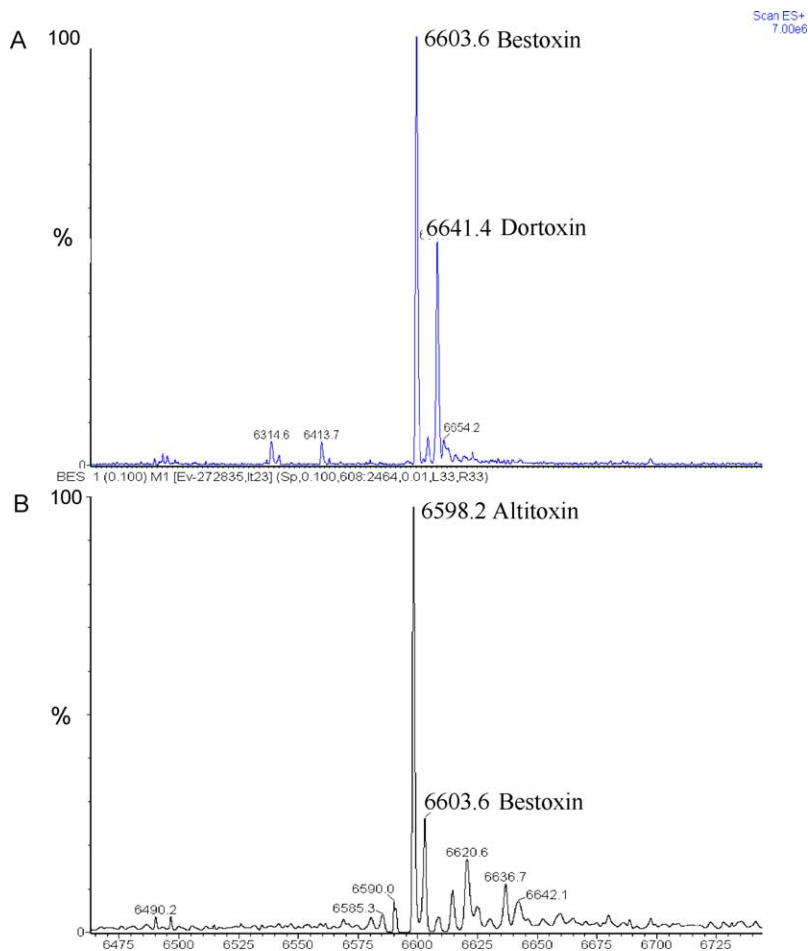 Scan ES+
7.00e6
A
100
6603.6 Bestoxin
%
6641.4 Dortoxin
6314.6
6413.7
6654.2
0
BES 1 (0.100) M1 [Ev-272835,It23] (Sp,0.100,608:2464,0.01,L33,R33)
B
100
6598.2 Altitoxin
%
6603.6 Bestoxin
6620.6
6636.7
6642.1
6590.0
6585.3
6490.2
0
6475 6500 6525 6550 6575 6600 6625 6650 6675 6700 6725